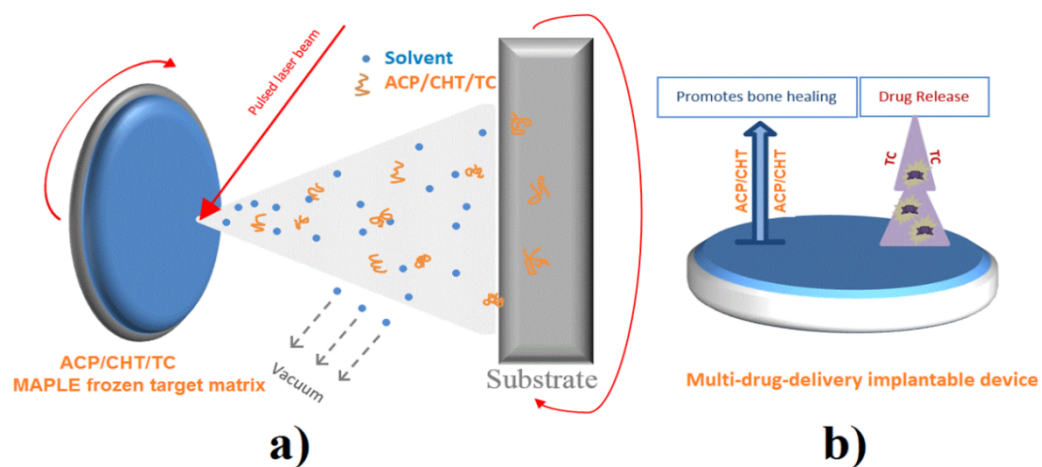 Pulsed laser beam
Solvent
ACP/CHT/TC
ACP/CHT/TC
MAPLE frozen target matrix
Vacuum
Substrate
a)
Promotes bone healing
Drug Release
ACP/CHT
ACP/CHT
TC
TC
Multi-drug-delivery implantable device
b)